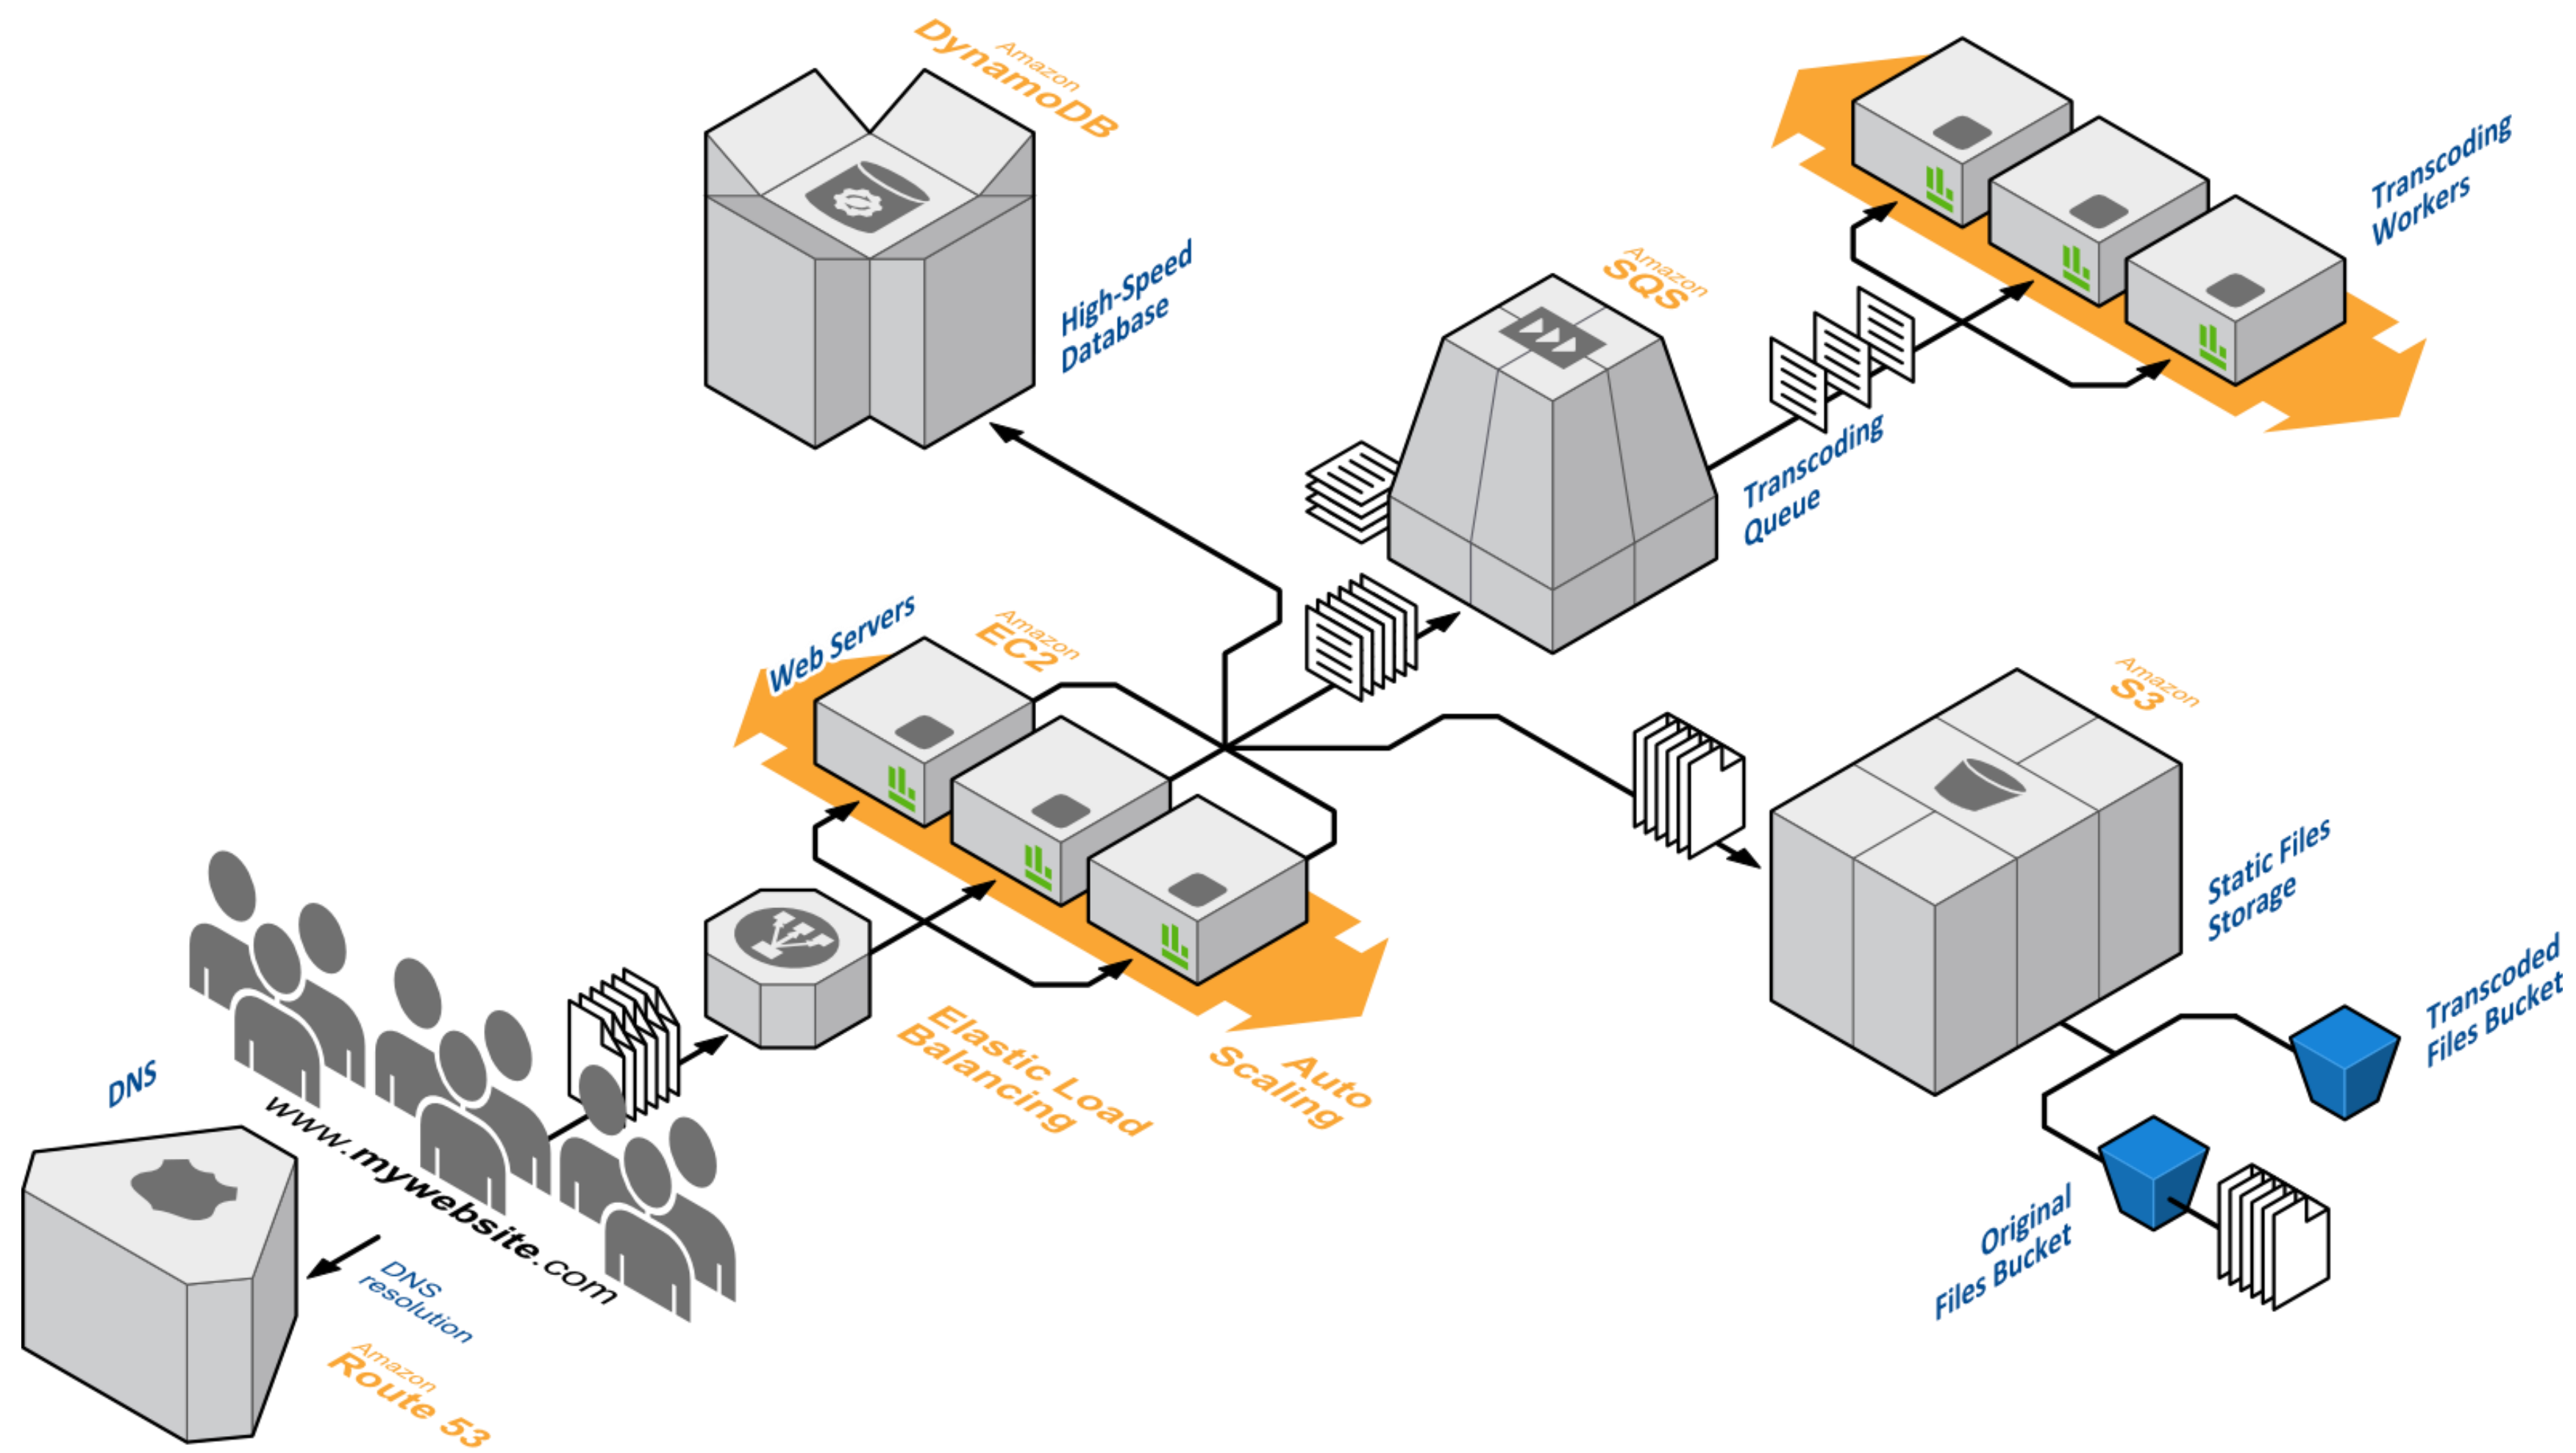 Amazon
DynamoDB
High-Speed
Database
Amazon
SQS
Transcoding
Queue
Transcoding
Workers
Web Servers
Amazon
EC2
Amazon
S3
Static Files
Storage
Transcoded
Files Bucket
Original
Files Bucket
Elastic Load
Balancing
Auto
Scaling
DNS
www.mywebsite.com
DNS
resolution
Amazon
Route 53